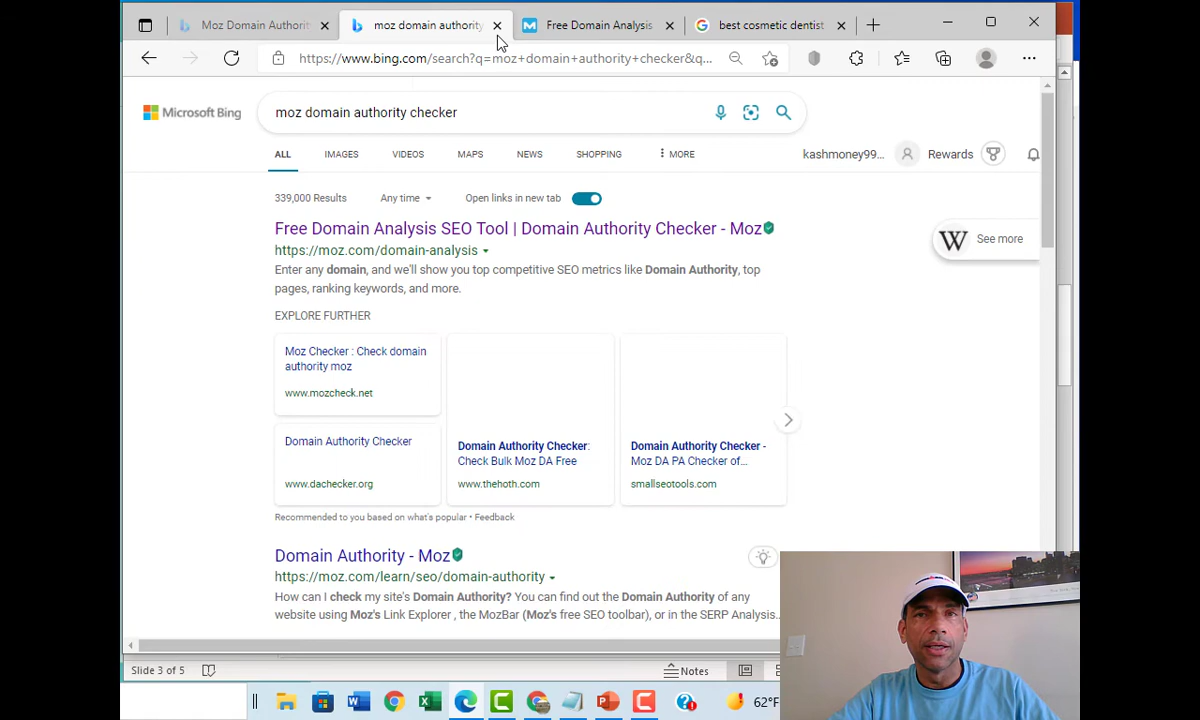 Moz Domain Authorit
moz domain authority
Free Domain Analysis
best cosmetic dentist
https://www.bing.com/search?q=moz+domain+authority+checker&q...
Microsoft Bing
moz domain authority checker
ALL
IMAGES
VIDEOS
MAPS
NEWS
SHOPPING
MORE
kashmoney99...
Rewards
339,000 Results
Any time
Open links in new tab
Free Domain Analysis SEO Tool | Domain Authority Checker - Moz
https://moz.com/domain-analysis
Enter any domain, and we'll show you top competitive SEO metrics like Domain Authority, top
pages, ranking keywords, and more.
W
See more
EXPLORE FURTHER
Moz Checker : Check domain
authority moz
www.mozcheck.net
Domain Authority Checker
www.dachecker.org
Domain Authority Checker:
Check Bulk Moz DA Free
www.thehoth.com
Domain Authority Checker -
Moz DA PA Checker of...
smallseotools.com
Recommended to you based on what's popular • Feedback
Domain Authority - Moz
https://moz.com/learn/seo/domain-authority
How can I check my site's Domain Authority? You can find out the Domain Authority of any
website using Moz's Link Explorer , the MozBar (Moz's free SEO toolbar), or in the SERP Analysis...
Slide 3 of 5
Notes
62°F